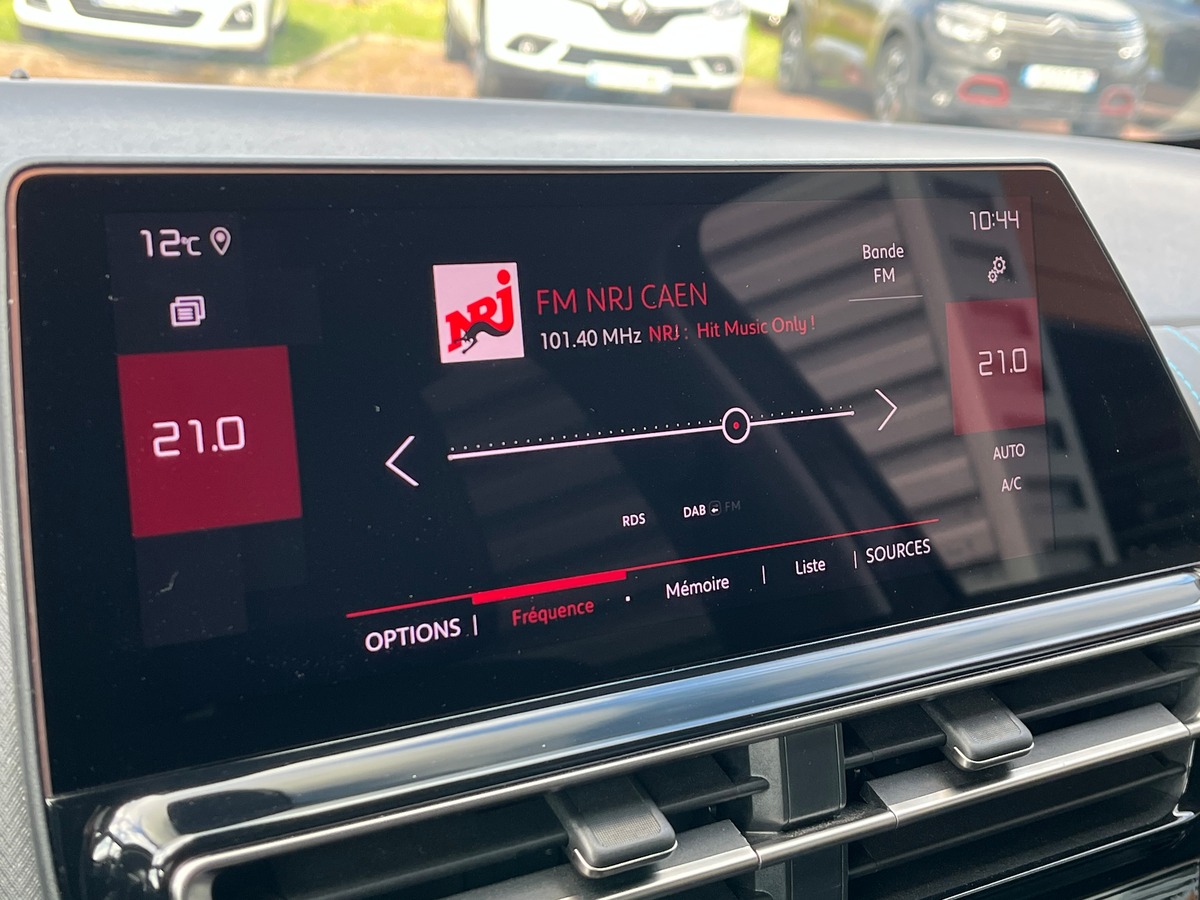 12°C
10:44
Bande
FM
NRJ
FM NRJ CAEN
101.40 MHz NRJ : Hit Music Only !
21.0
21.0
AUTO
A/C
RDS
DAB FM
OPTIONS | Fréquence . Mémoire | Liste | SOURCES